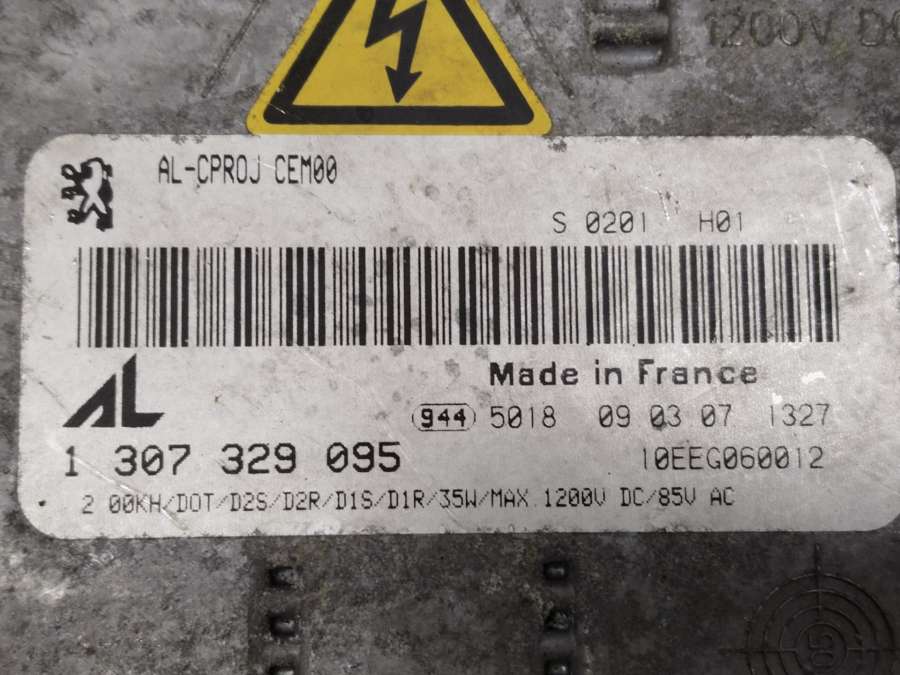 1200V DC
AL-CPROJ CEM00
S 0201 H01
Made in France
AL
944 5018 09 03 07 1327
1 307 329 095
10EEG060012
2 00KH/DOT/D2S/D2R/D1S/D1R/35W/MAX.1200V DC/85V AC